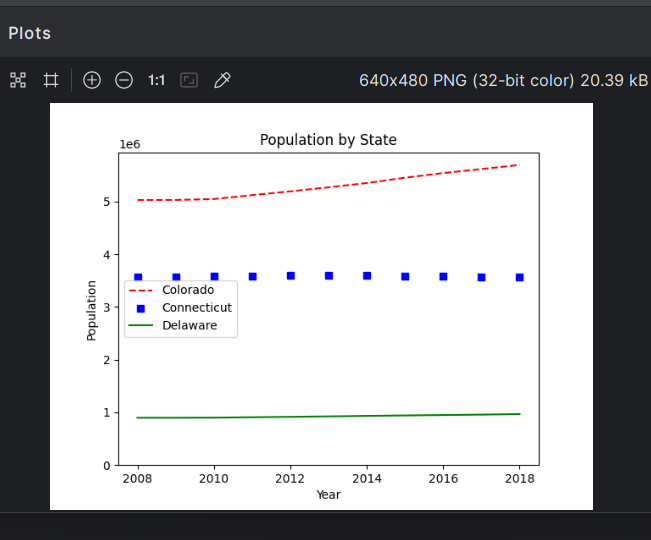 Plots
1:1
640x480 PNG (32-bit color) 20.39 kB
Population by State
1e6
5
4
3
2
1
0
Population
Colorado
Connecticut
Delaware
2008 2010 2012 2014 2016 2018
Year